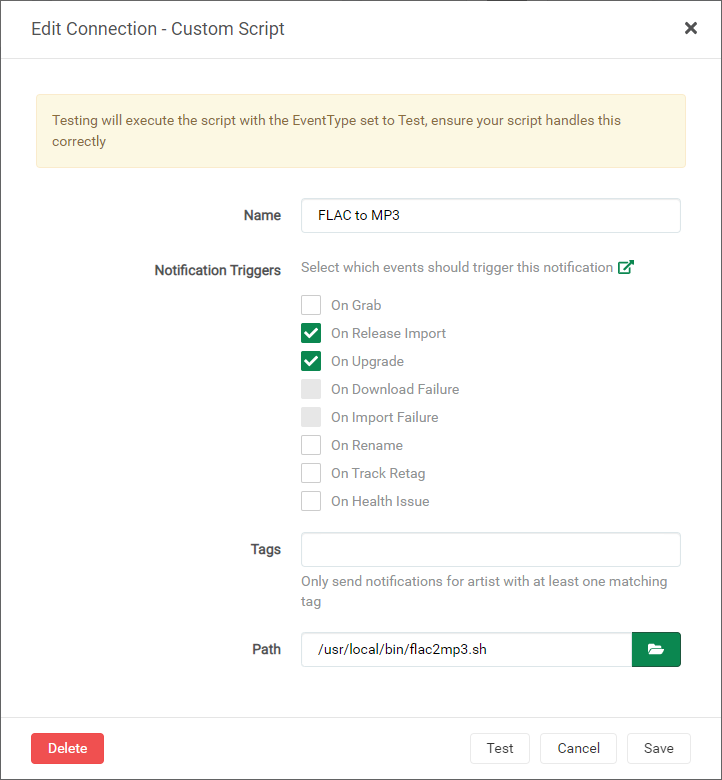 Edit Connection - Custom Script
Testing will execute the script with the EventType set to Test, ensure your script handles this
correctly
Name
FLAC to MP3
Notification Triggers
Select which events should trigger this notification
On Grab
On Release Import
On Upgrade
On Download Failure
On Import Failure
On Rename
On Track Retag
On Health Issue
Tags
Only send notifications for artist with at least one matching
tag
Path
/usr/local/bin/flac2mp3.sh
Delete
Test
Cancel
Save